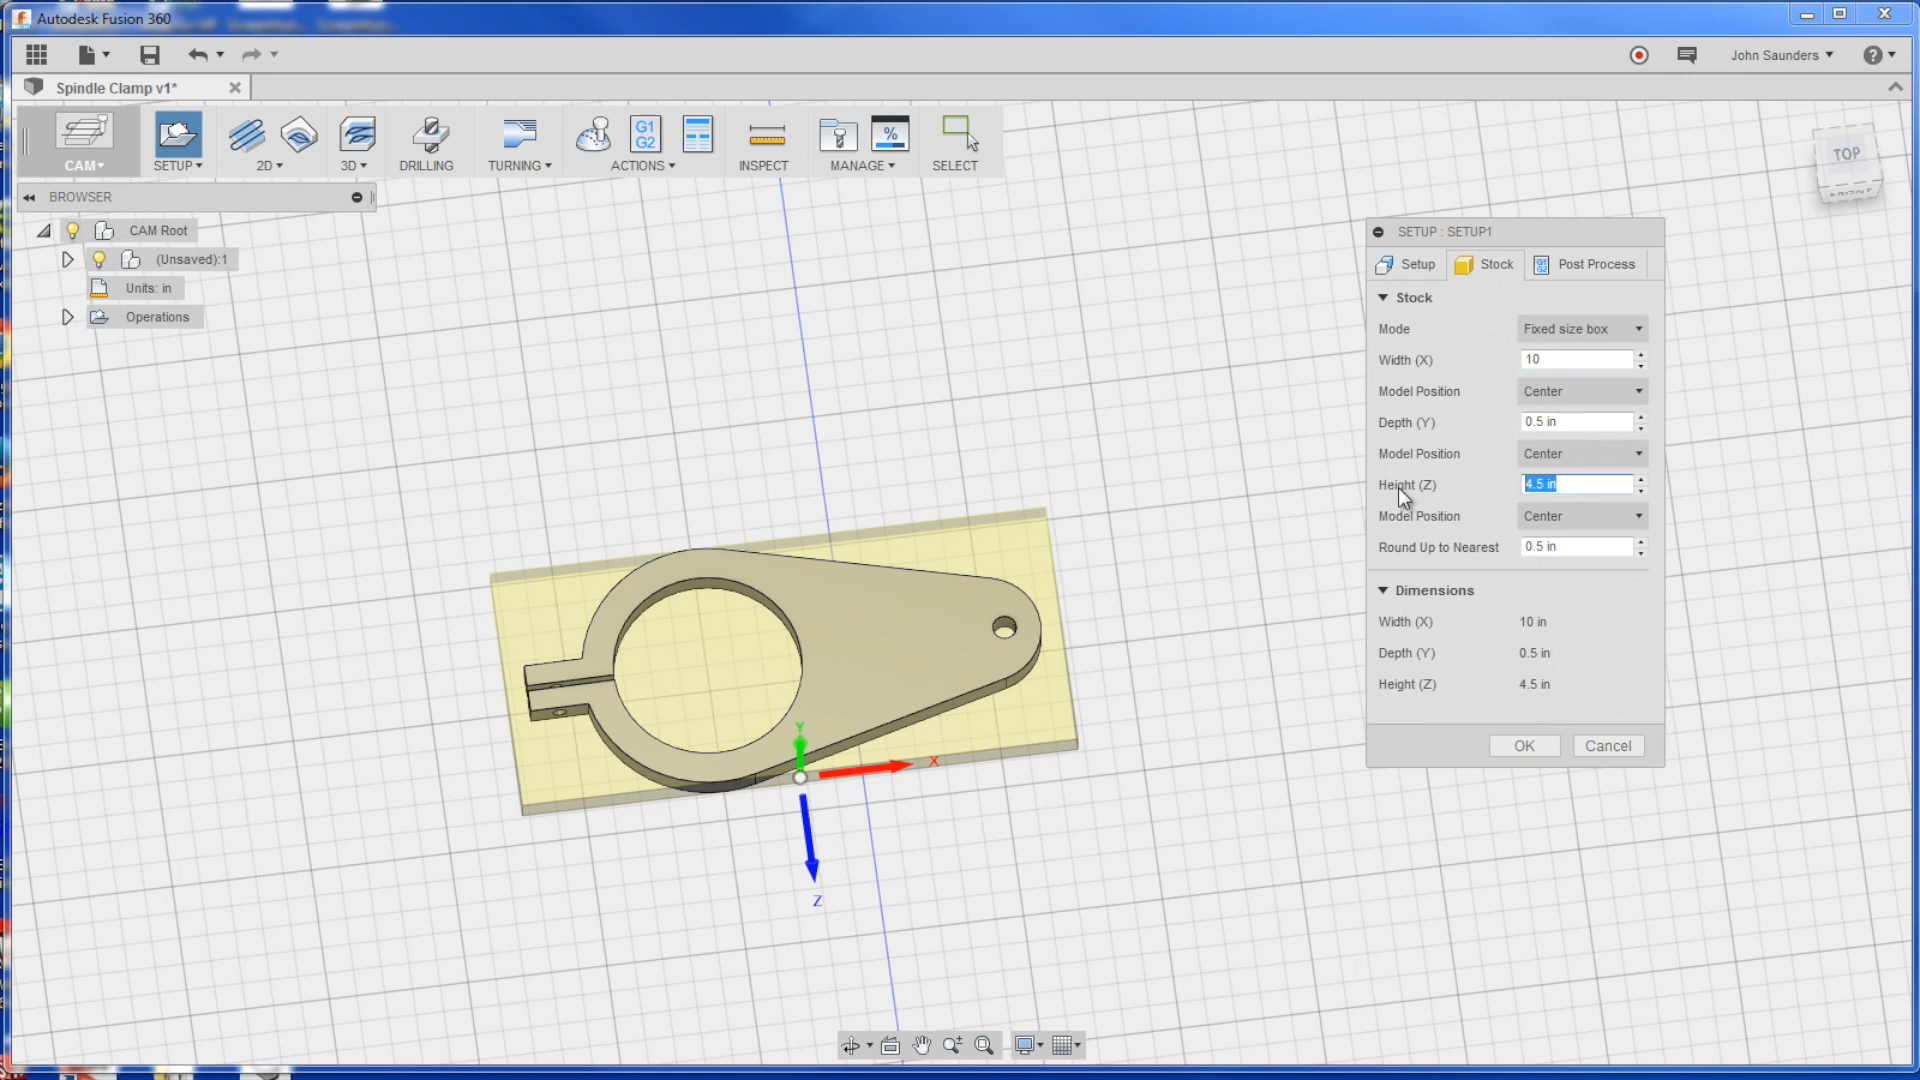 Autodesk Fusion 360
John Saunders
Spindle Clamp v1*
CAM
SETUP
2D
3D
DRILLING
TURNING
G1
G2
ACTIONS
INSPECT
%
MANAGE
SELECT
TOP
FRONT
BROWSER
CAM Root
(Unsaved):1
Units: in
Operations
SETUP : SETUP1
Setup
Stock
Post Process
Stock
Mode
Fixed size box
Width (X)
10
Model Position
Center
Depth (Y)
0.5 in
Model Position
Center
Height (Z)
4.5 in
Model Position
Center
Round Up to Nearest
0.5 in
Dimensions
Width (X)
10 in
Depth (Y)
0.5 in
Height (Z)
4.5 in
OK
Cancel
Y
X
Z